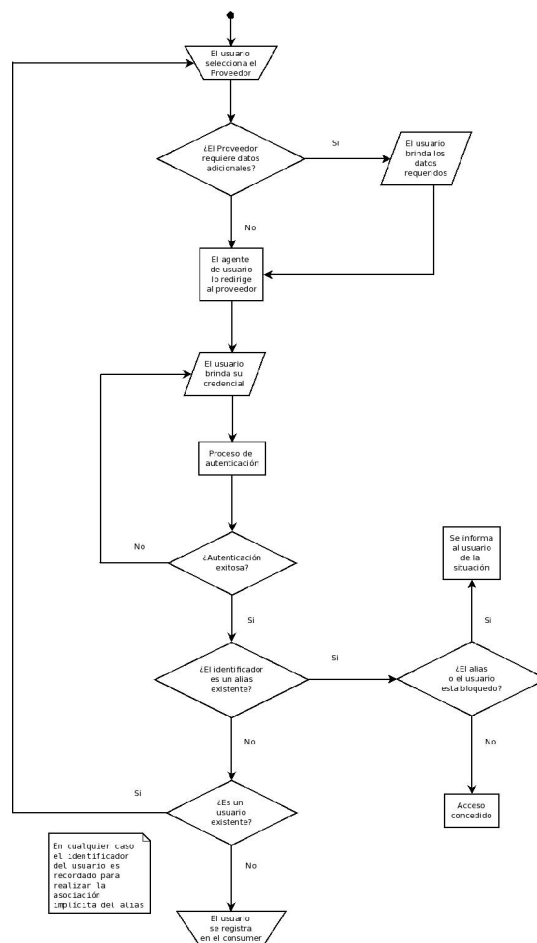 El usuario
selecciona el
Proveedor
¿El Proveedor
requiere datos
adicionales?
Si
El usuario
brinda los
datos
requeridos
No
El agente
de usuario
lo redirige
al proveedor
El usuario
brinda su
credencial
Proceso de
autenticación
No
¿Autenticación
exitosa?
Se informa
al usuario
de la
situación
Si
Si
¿El identificador
es un alias
existente?
Si
¿El alias
o el usuario
esta bloquedo?
No
No
Acceso
concedido
Si
¿Es un
usuario
existente?
En cualquier caso
el identificador
del usuario es
recordado para
realizar la
asociación
implícita del alias
No
El usuario
se registra
en el consumer